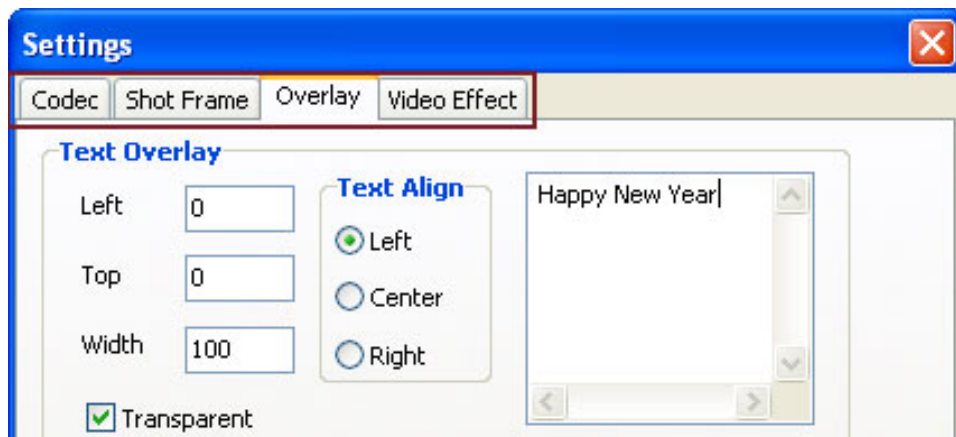 Settings
Codec Shot Frame Overlay Video Effect
Text Overlay
Left 0
Top 0
Width 100
Transparent
Text Align
Left
Center
Right
Happy New Year